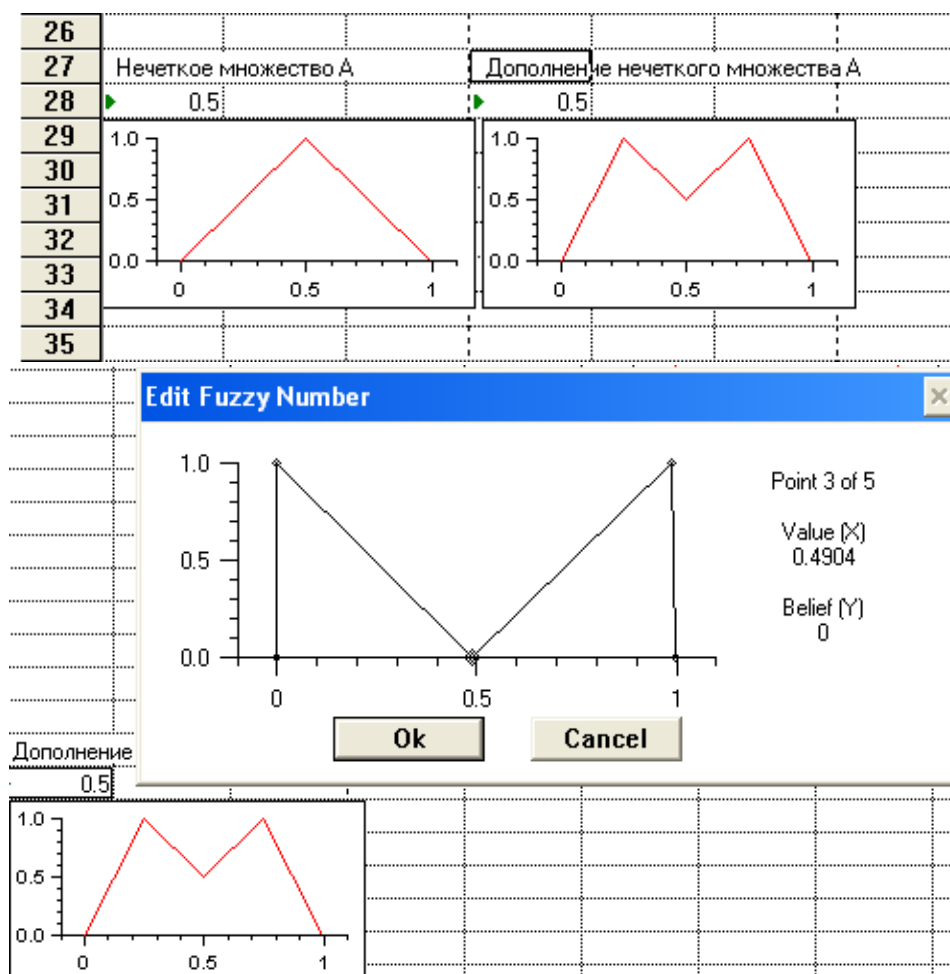 26
27 Нечеткое множество А Дополнение нечеткого множества А
28 0.5 0.5
29 1.0 1.0
30
31 0.5 0.5
32
33 0.0 0.0
34 0 0.5 1 0 0.5 1
35
Edit Fuzzy Number
1.0
0.5
0.0
0 0.5 1
Point 3 of 5
Value (X)
0.4904
Belief (Y)
0
Ok Cancel
Дополнение
0.5
1.0
0.5
0.0
0 0.5 1